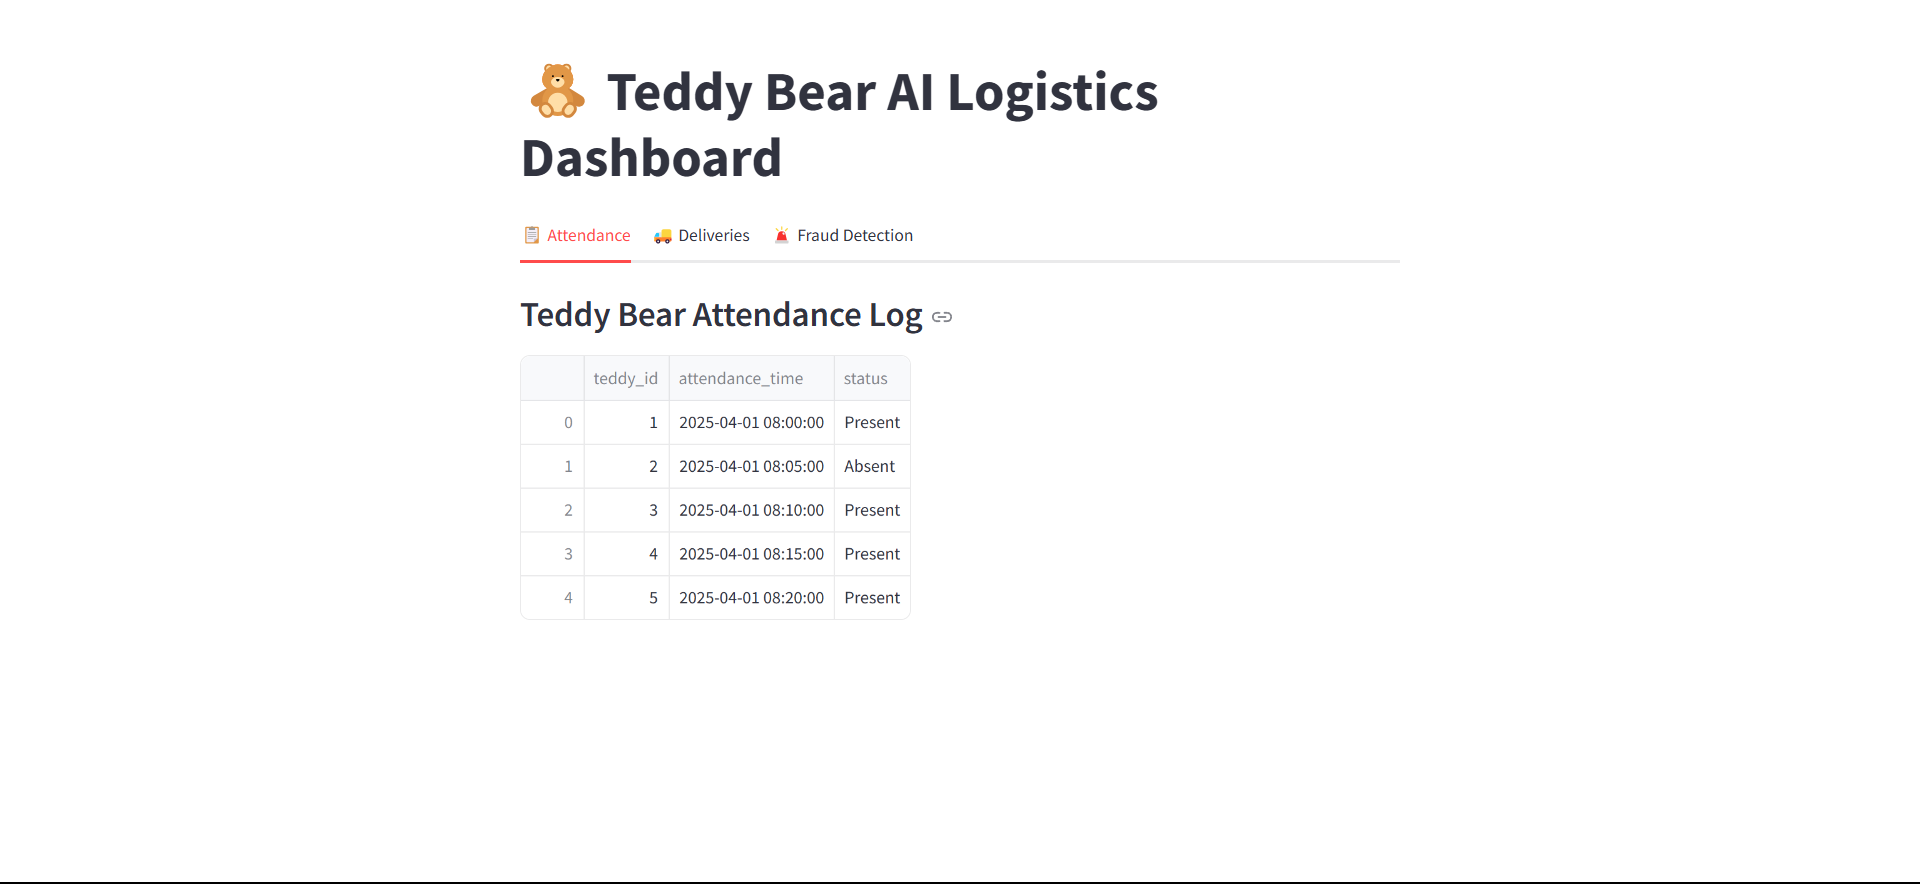 Teddy Bear AI Logistics
Dashboard
Attendance Deliveries Fraud Detection
Teddy Bear Attendance Log
teddy_id attendance_time status
0 1 2025-04-01 08:00:00 Present
1 2 2025-04-01 08:05:00 Absent
2 3 2025-04-01 08:10:00 Present
3 4 2025-04-01 08:15:00 Present
4 5 2025-04-01 08:20:00 Present